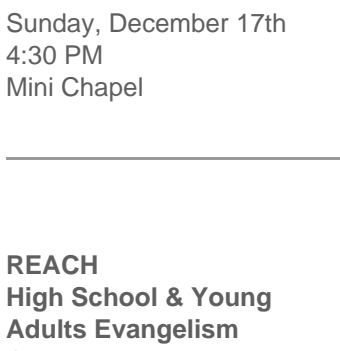 Sunday, December 17th
4:30 PM
Mini Chapel
REACH
High School & Young
Adults Evangelism